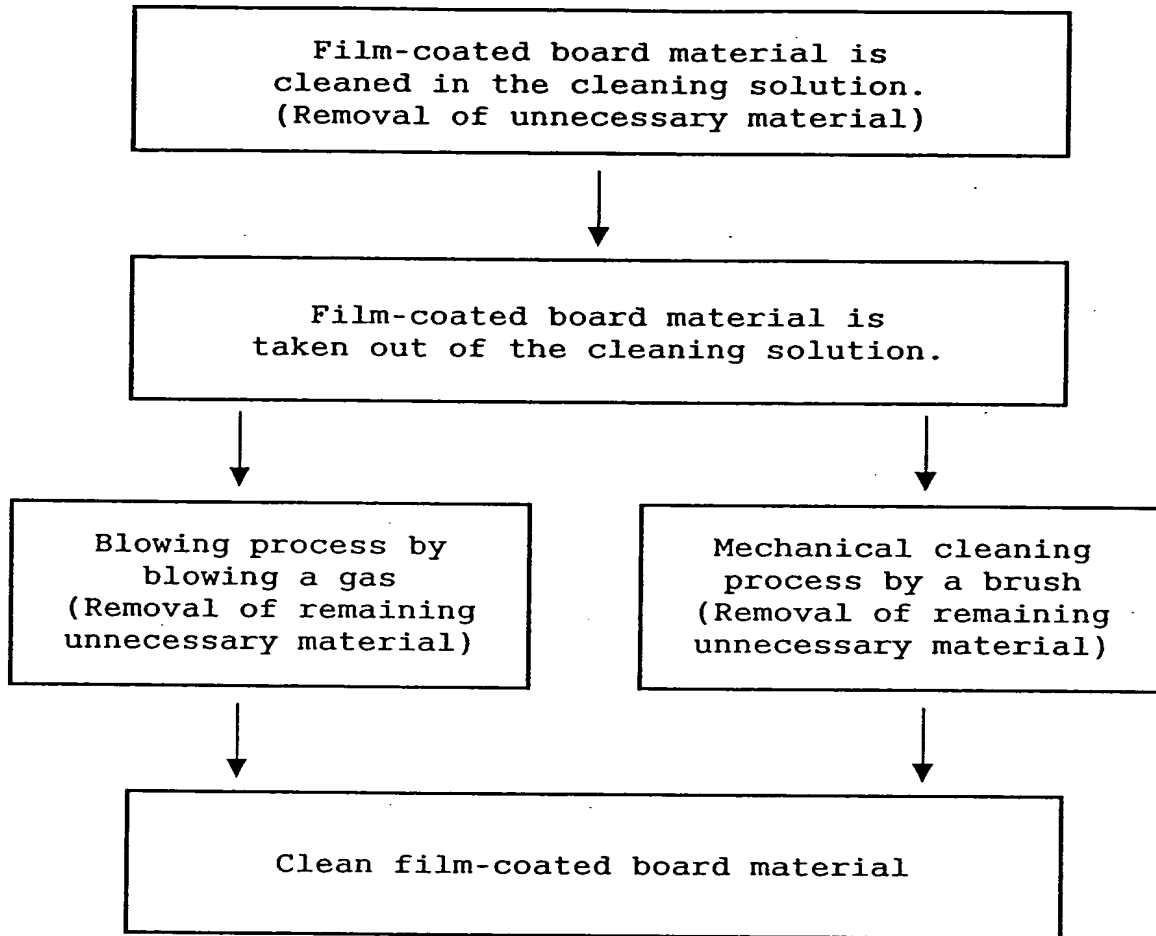 Film-coated board material is
cleaned in the cleaning solution.
(Removal of unnecessary material)
Film-coated board material is
taken out of the cleaning solution.
Blowing process by
blowing a gas
(Removal of remaining
unnecessary material)
Mechanical cleaning
process by a brush
(Removal of remaining
unnecessary material)
Clean film-coated board material